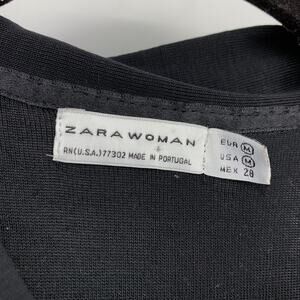 ZARA WOMAN
RN(U.S.A.)77302 MADE IN PORTUGAL
EUR M
USA M
MEX 28